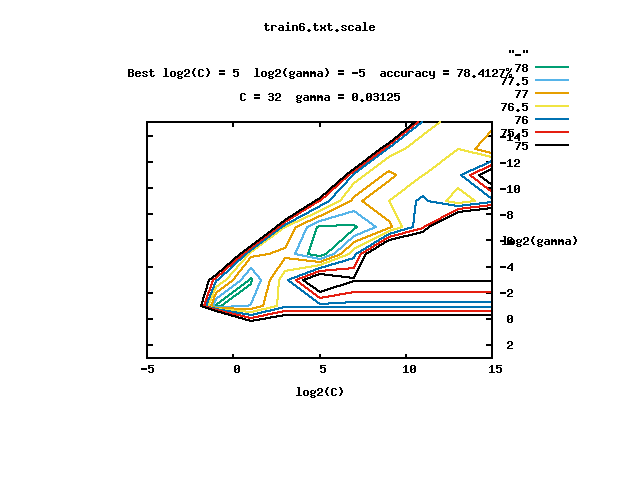 train6.txt.scale
"-"
Best log2(C) = 5 log2(gamma) = -5 accuracy = 78.4127%
78
77.5
77
C = 32 gamma = 0.03125
76.5
76
75.5
75
-14
-12
-10
-8
-6
log2(gamma)
-4
-2
0
2
-5 0 5 10 15
log2(C)